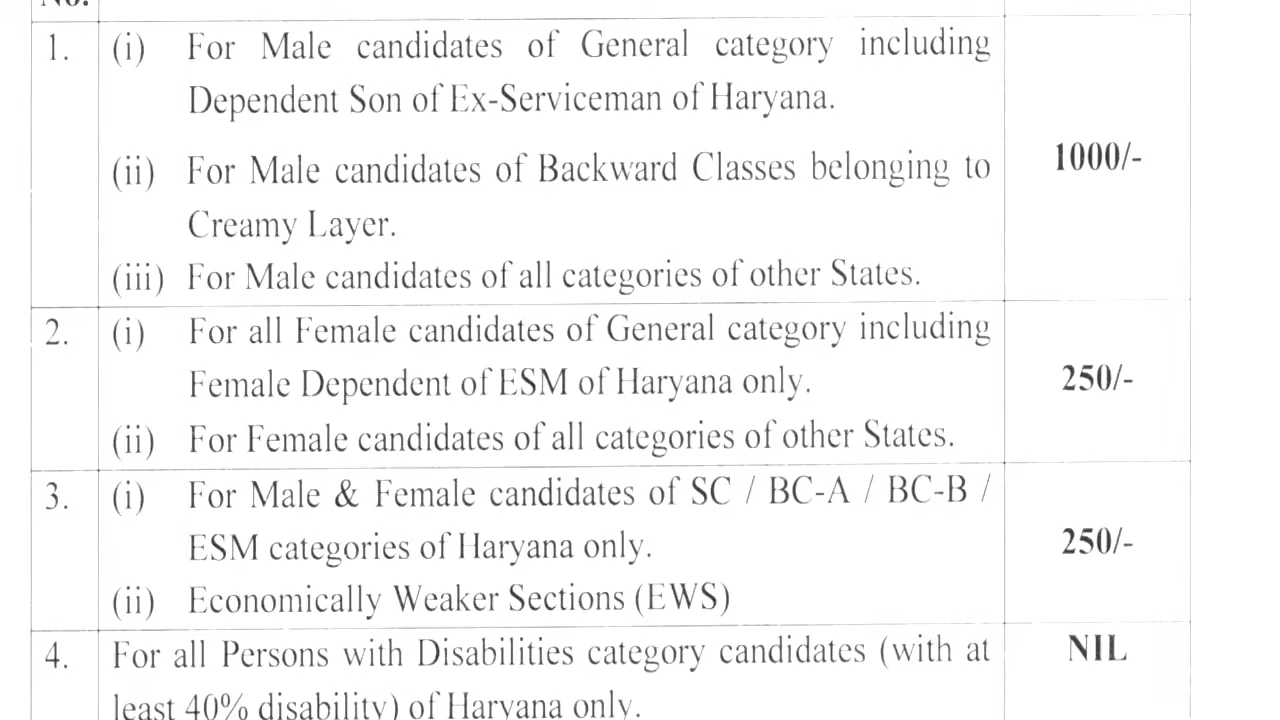 No.
1. (i) For Male candidates of General category including
Dependent Son of Ex-Serviceman of Haryana.
(ii) For Male candidates of Backward Classes belonging to
Creamy Layer.
1000/-
(iii) For Male candidates of all categories of other States.
2. (i) For all Female candidates of General category including
Female Dependent of ESM of Haryana only.
250/-
(ii) For Female candidates of all categories of other States.
3. (i) For Male & Female candidates of SC / BC-A / BC-B /
ESM categories of Haryana only.
250/-
(ii) Economically Weaker Sections (EWS)
4. For all Persons with Disabilities category candidates (with at
least 40% disability) of Haryana only.
NIL